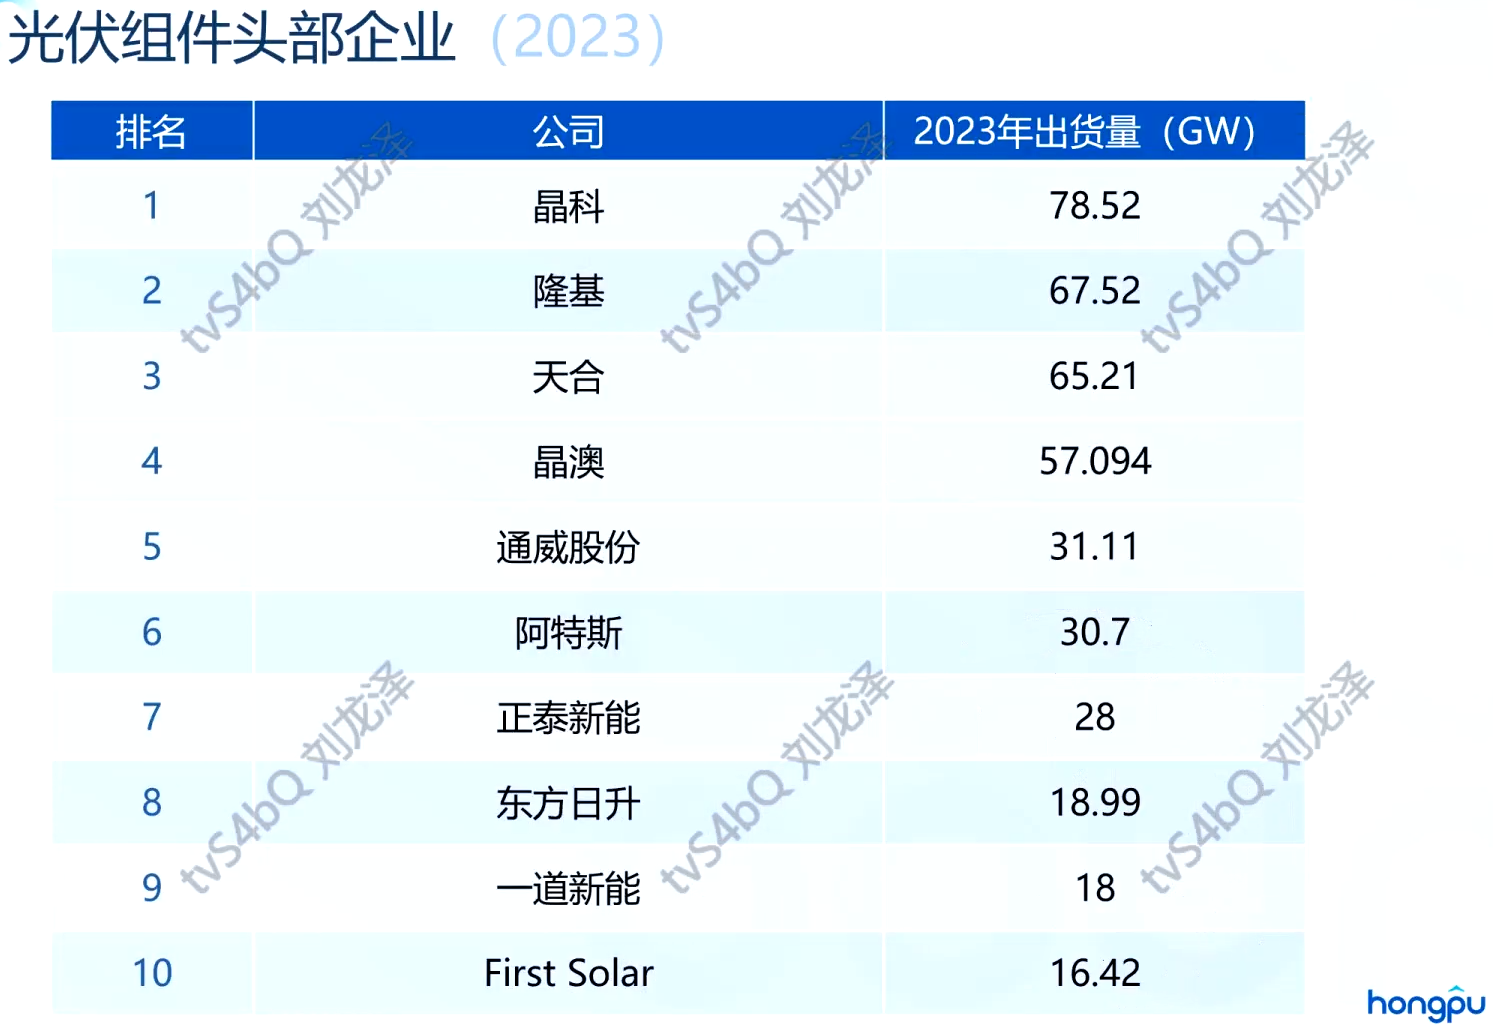 光伏组件头部企业（2023）
排名 公司 2023年出货量（GW）
1 晶科 78.52
2 隆基 67.52
3 天合 65.21
4 晶澳 57.094
5 通威股份 31.11
6 阿特斯 30.7
7 正泰新能 28
8 东方日升 18.99
9 一道新能 18
10 First Solar 16.42
tvS4bQ 刘龙泽
tvS4bQ 刘龙泽
tvS4bQ 刘龙泽
tvS4bQ 刘龙泽
tvS4bQ 刘龙泽
tvS4bQ 刘龙泽
hongpu